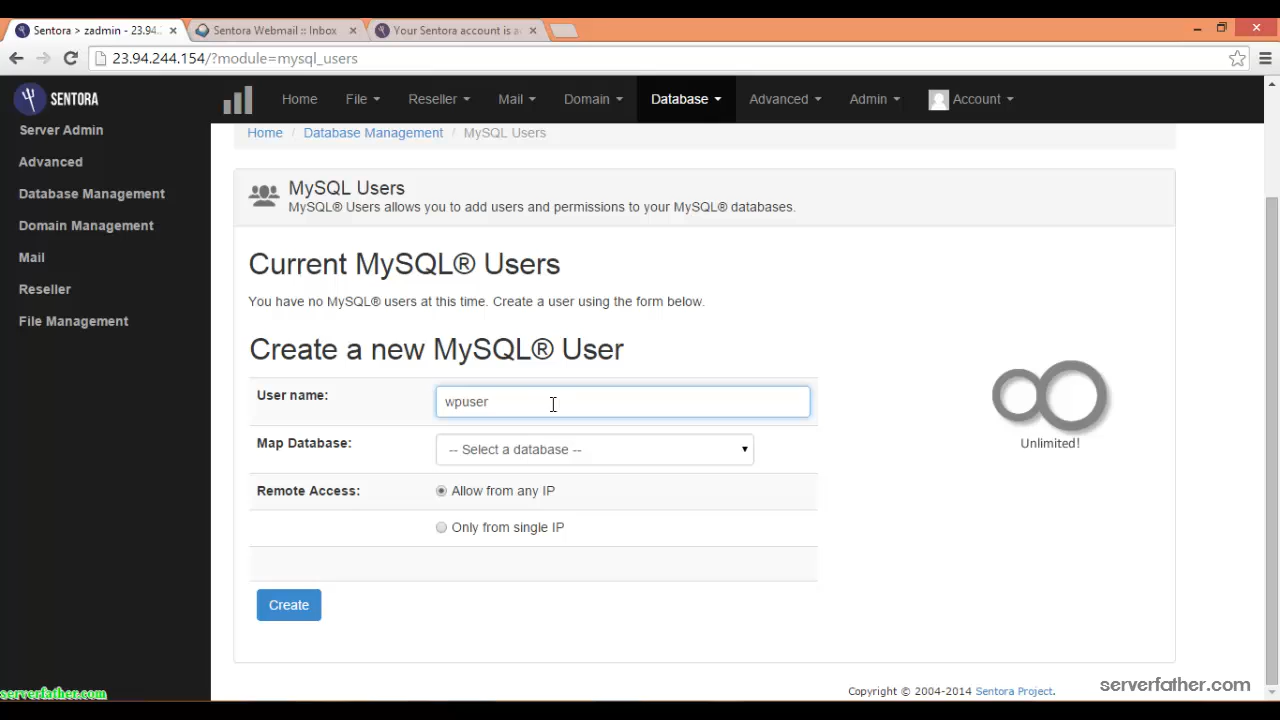 Sentora > zadmin - 23.94.
Sentora Webmail :: Inbox
Your Sentora account is a
23.94.244.154/?module=mysql_users
SENTORA
Home
File
Reseller
Mail
Domain
Database
Advanced
Admin
Account
Server Admin
Advanced
Database Management
Domain Management
Mail
Reseller
File Management
Home / Database Management / MySQL Users
MySQL Users
MySQL® Users allows you to add users and permissions to your MySQL® databases.
Current MySQL® Users
You have no MySQL® users at this time. Create a user using the form below.
Create a new MySQL® User
User name:
wpuser
Map Database:
-- Select a database --
Remote Access:
Allow from any IP
Only from single IP
Create
Unlimited!
Copyright © 2004-2014 Sentora Project.
serverfather.com
serverfather.com